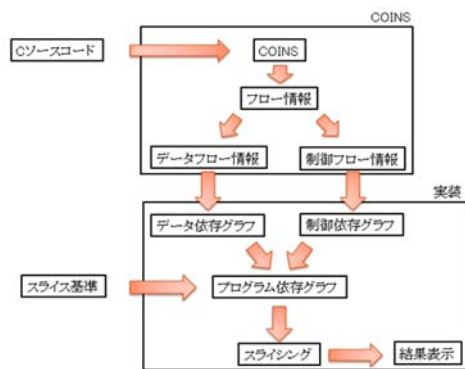 COINS
Cソースコード
COINS
フロー情報
データフロー情報
制御フロー情報
実装
データ依存グラフ
制御依存グラフ
スライス基準
プログラム依存グラフ
スライシング
結果表示